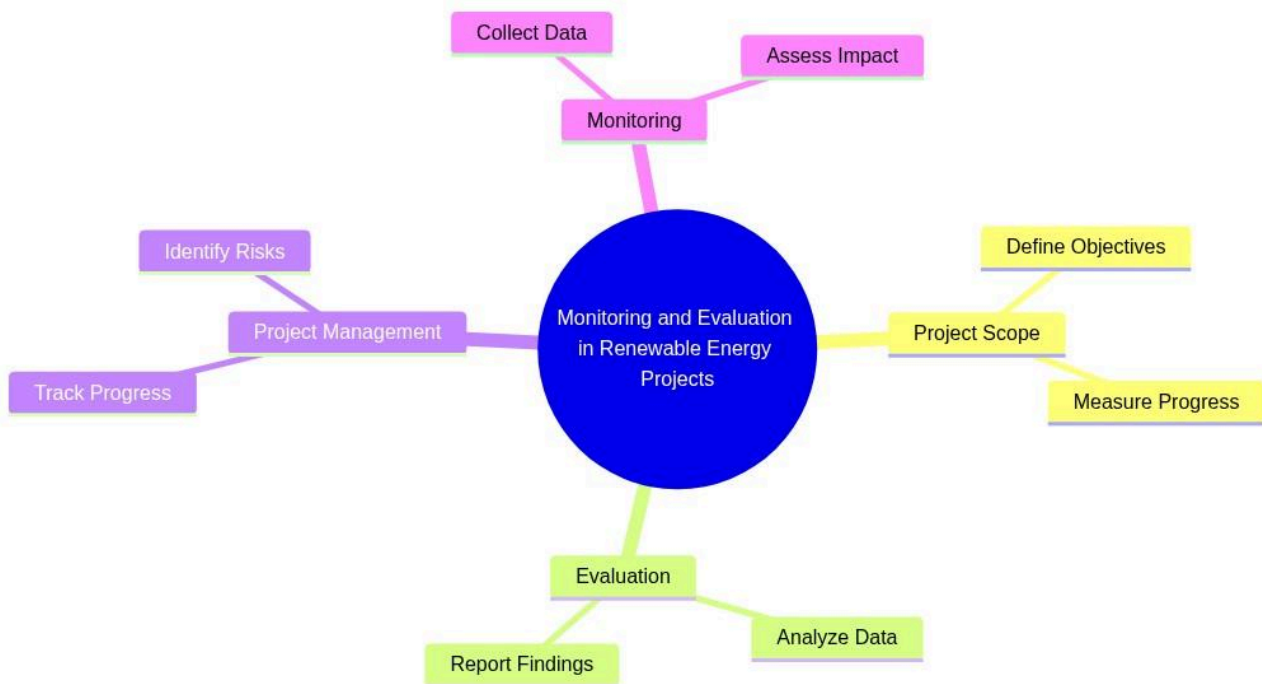 Collect Data
Assess Impact
Monitoring
Identify Risks
Define Objectives
Project Management
Monitoring and Evaluation
in Renewable Energy
Projects
Project Scope
Track Progress
Measure Progress
Evaluation
Analyze Data
Report Findings